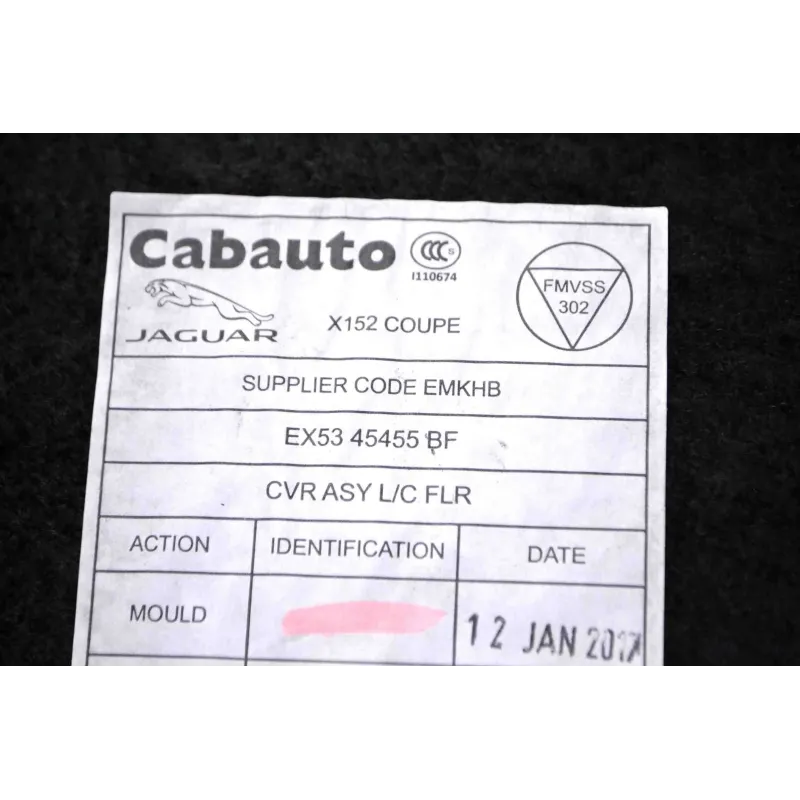 Cabauto
CCC S
I110674
FMVSS
302
JAGUAR
X152 COUPE
SUPPLIER CODE EMKHB
EX53 45455 BF
CVR ASY L/C FLR
ACTION IDENTIFICATION DATE
MOULD 12 JAN 2017